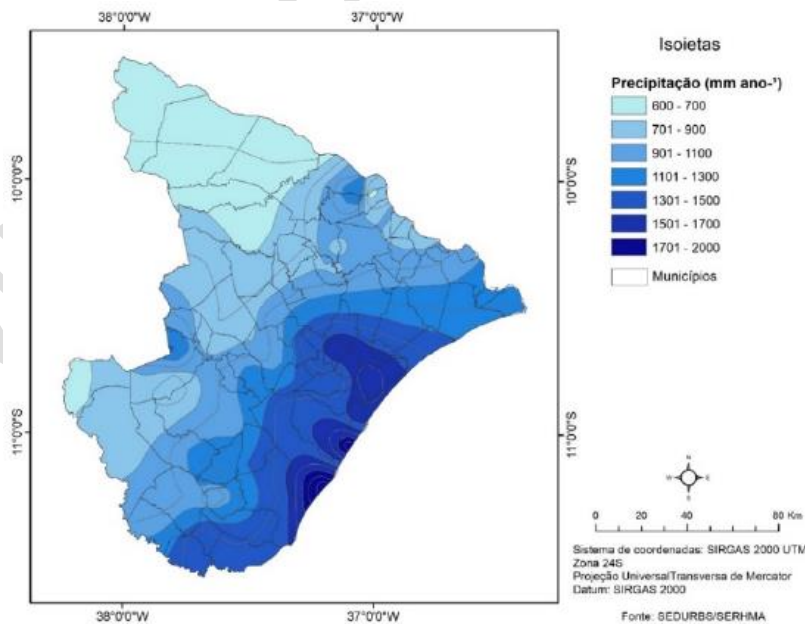 38°0'0"W
37°0'0"W
10°0'0"S
10°0'0"S
11°0'0"S
11°0'0"S
38°0'0"W
37°0'0"W
Isoietas
Precipitação (mm ano-¹)
600 - 700
701 - 900
901 - 1100
1101 - 1300
1301 - 1500
1501 - 1700
1701 - 2000
Municípios
N
W
E
S
0 20 40 80 Km
Sistema de coordenadas: SIRGAS 2000 UTM
Zona 24S
Projeção UniversalTransversa de Mercator
Datum: SIRGAS 2000
Fonte: SEDURBS/SERHMA